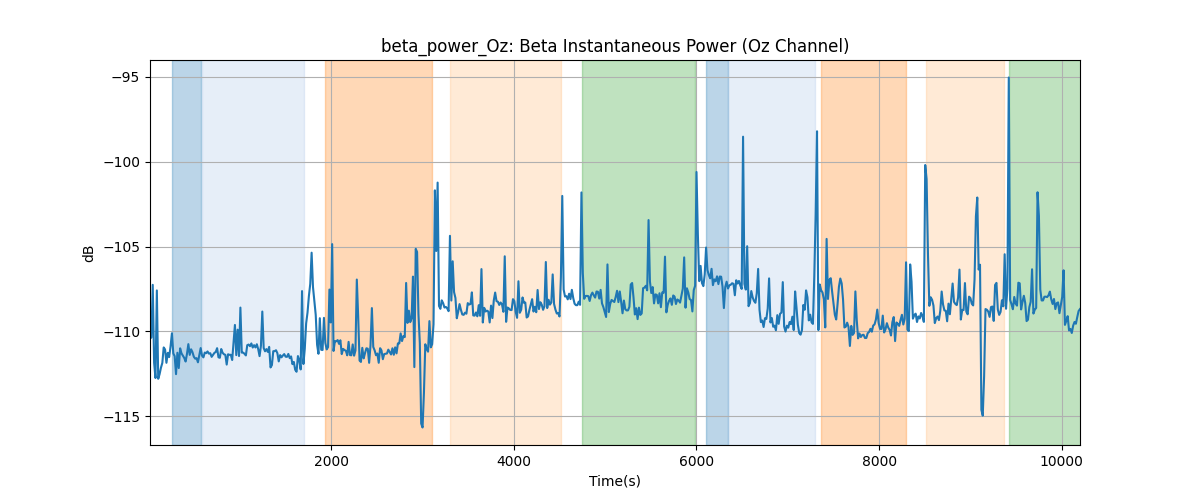 beta_power_Oz: Beta Instantaneous Power (Oz Channel)
−95
−100
−105
−110
−115
dB
2000 4000 6000 8000 10000
Time(s)